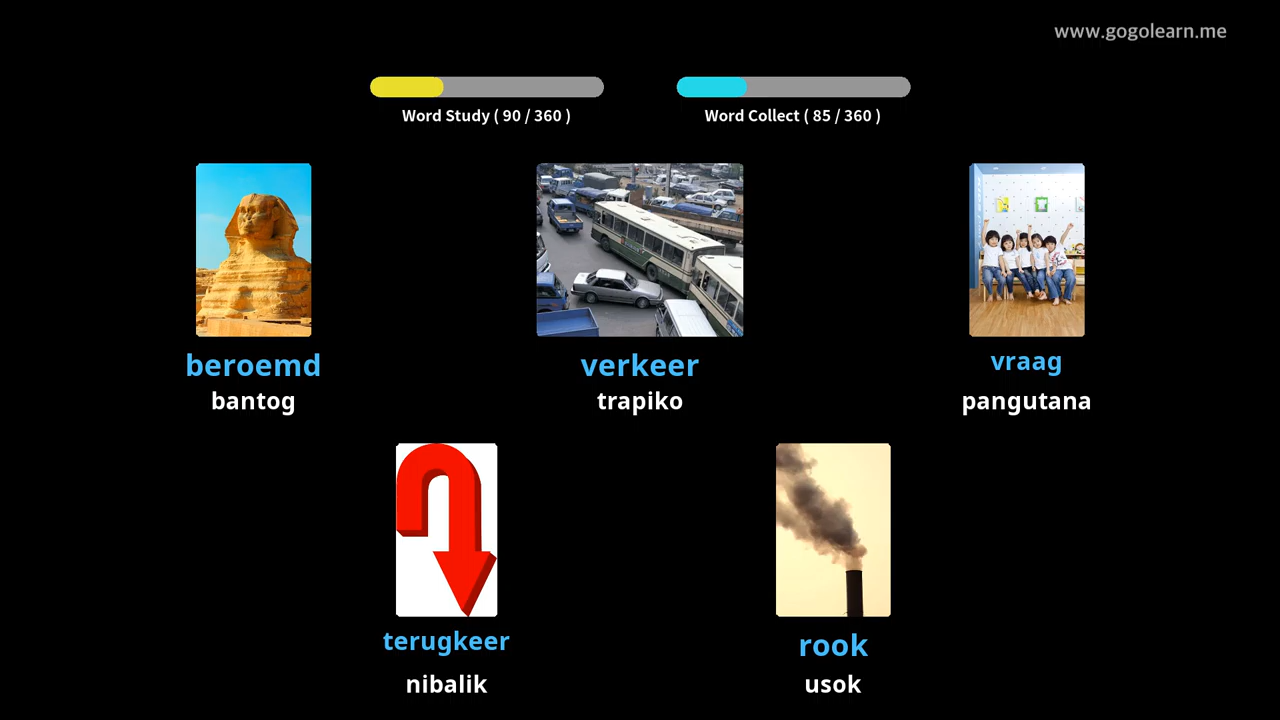 www.gogolearn.me
Word Study ( 90 / 360 )
Word Collect ( 85 / 360 )
beroemd
bantog
verkeer
trapiko
vraag
pangutana
terugkeer
nibalik
rook
usok